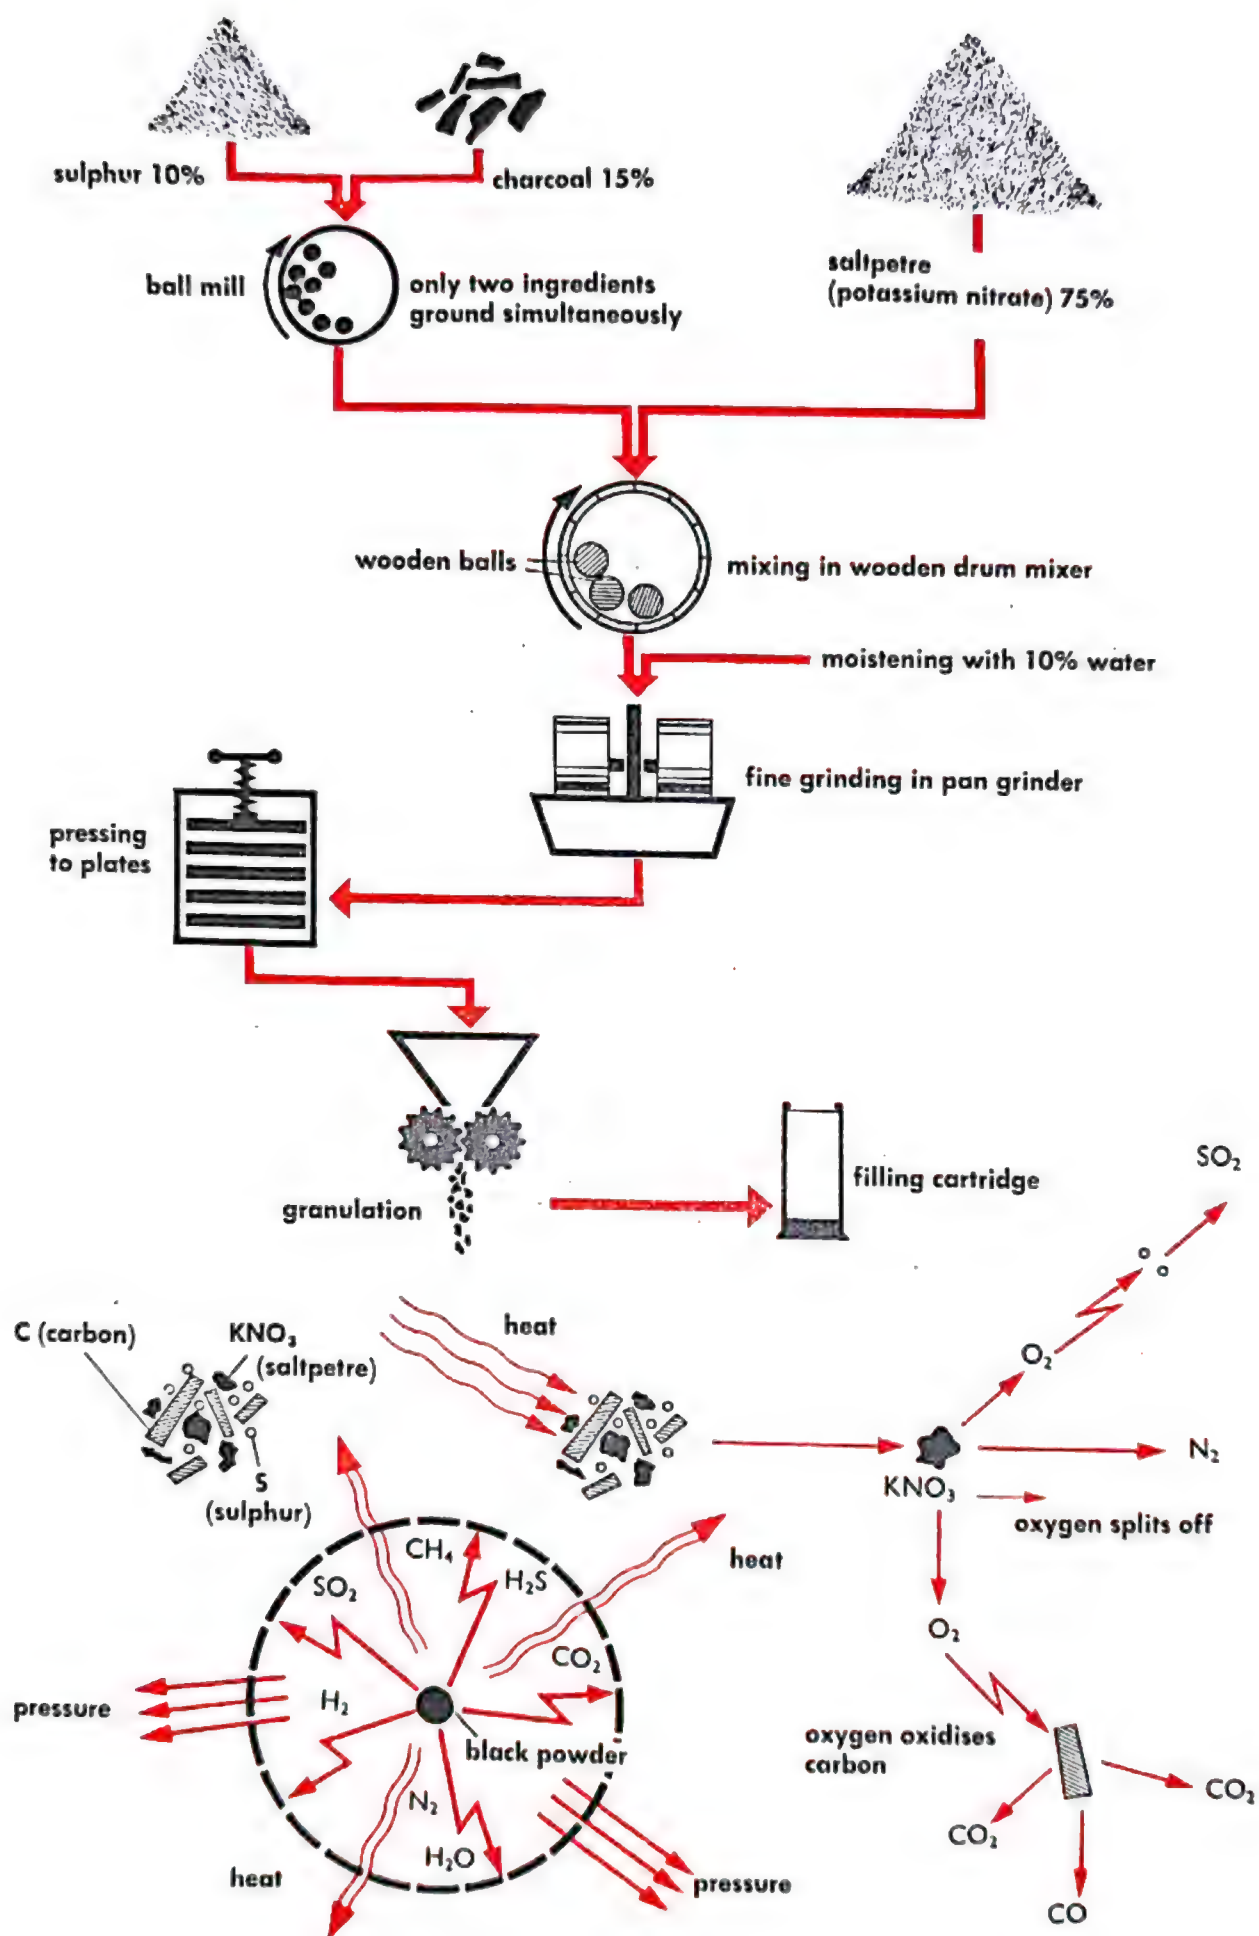 sulphur 10%
charcoal 15%
saltpetre
(potassium nitrate) 75%
ball mill
only two ingredients
ground simultaneously
wooden balls
mixing in wooden drum mixer
moistening with 10% water
fine grinding in pan grinder
pressing
to plates
granulation
filling cartridge
SO₂
C (carbon)
KNO₃
(saltpetre)
heat
O₂
S
(sulphur)
N₂
KNO₃
oxygen splits off
CH₄
H₂S
SO₂
heat
CO₂
O₂
H₂
pressure
black powder
oxygen oxidises
carbon
N₂
CO₂
CO₂
H₂O
heat
pressure
CO